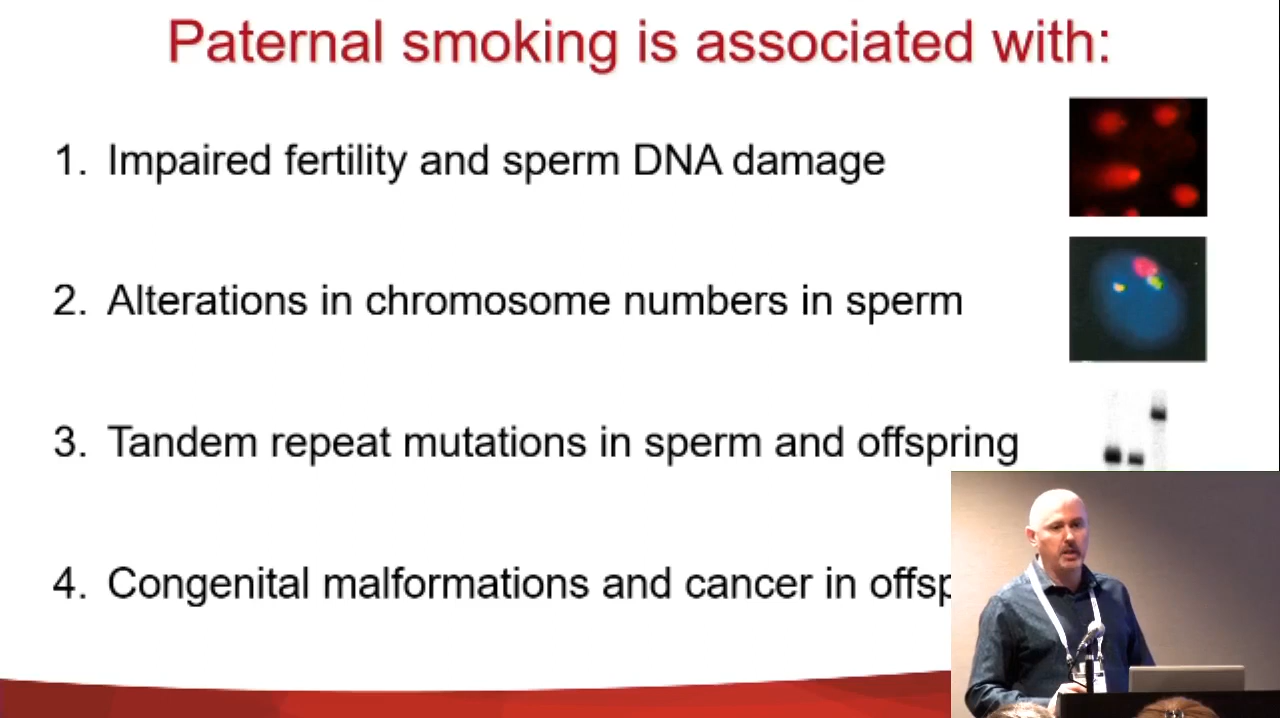 Paternal smoking is associated with:
1. Impaired fertility and sperm DNA damage
2. Alterations in chromosome numbers in sperm
3. Tandem repeat mutations in sperm and offspring
4. Congenital malformations and cancer in